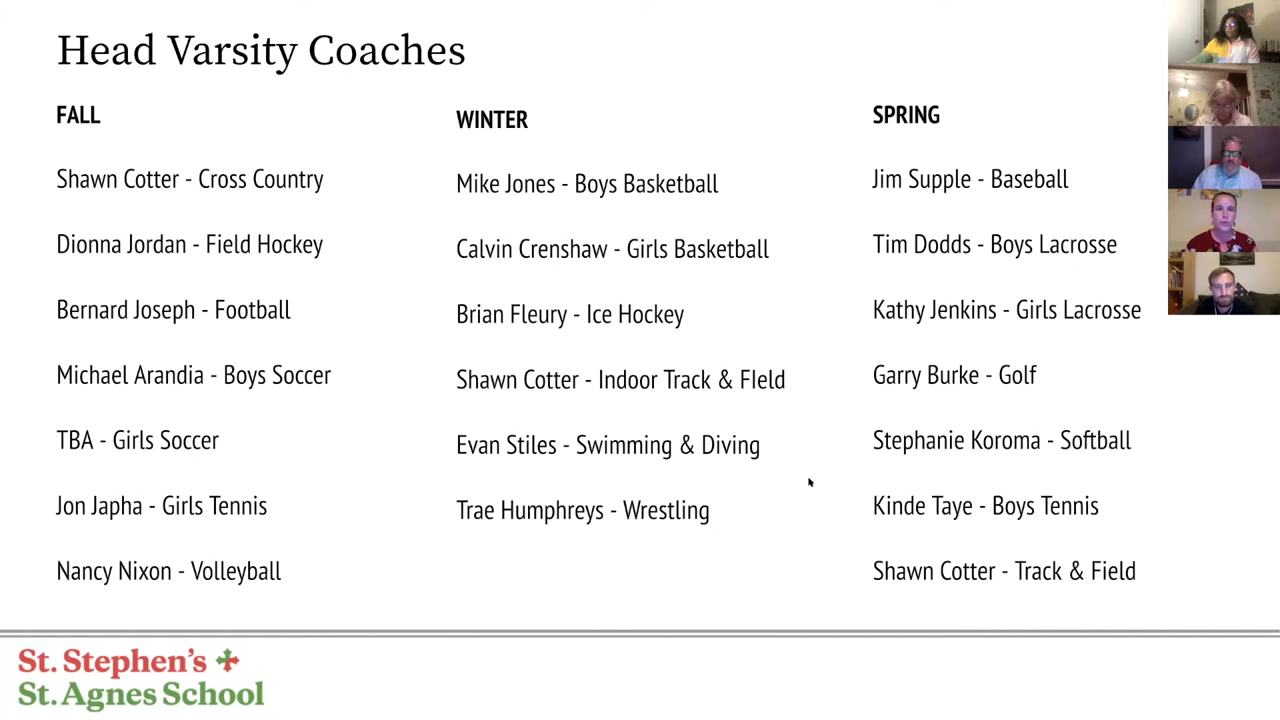 Head Varsity Coaches
FALL
Shawn Cotter - Cross Country
Dionna Jordan - Field Hockey
Bernard Joseph - Football
Michael Arandia - Boys Soccer
TBA - Girls Soccer
Jon Japha - Girls Tennis
Nancy Nixon - Volleyball
WINTER
Mike Jones - Boys Basketball
Calvin Crenshaw - Girls Basketball
Brian Fleury - Ice Hockey
Shawn Cotter - Indoor Track & FIeld
Evan Stiles - Swimming & Diving
Trae Humphreys - Wrestling
SPRING
Jim Supple - Baseball
Tim Dodds - Boys Lacrosse
Kathy Jenkins - Girls Lacrosse
Garry Burke - Golf
Stephanie Koroma - Softball
Kinde Taye - Boys Tennis
Shawn Cotter - Track & Field
St. Stephen's
St. Agnes School